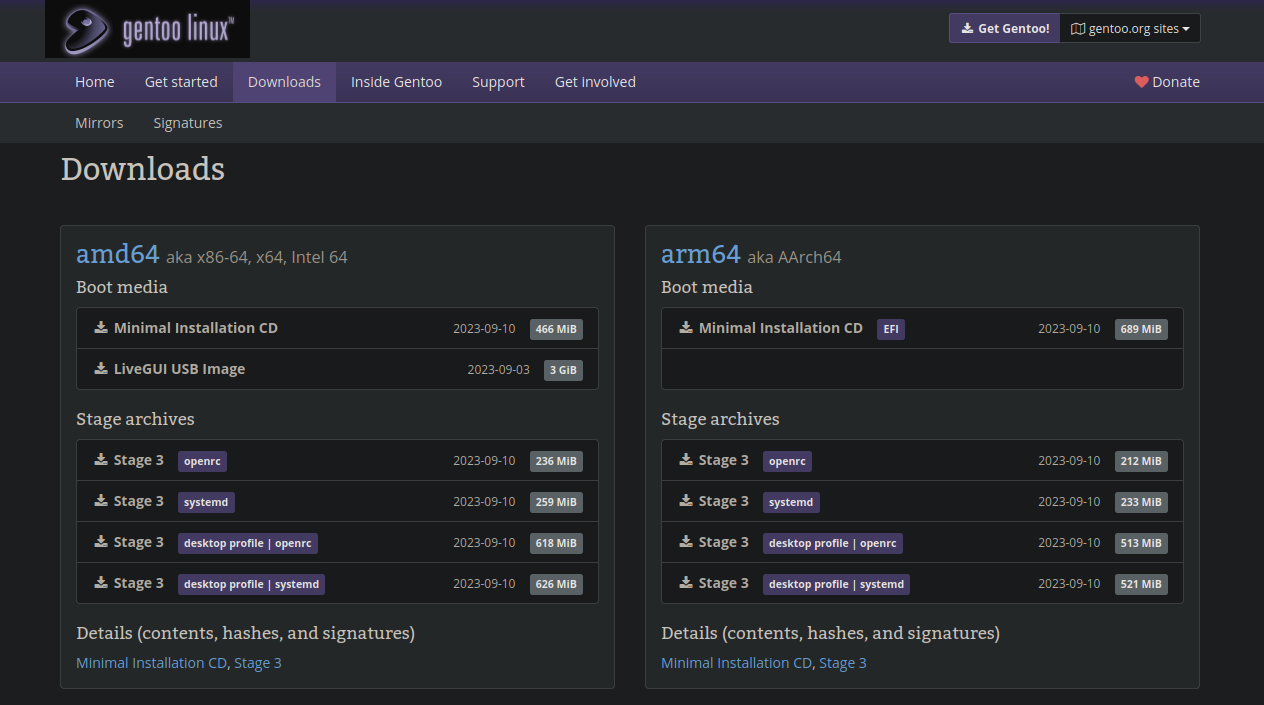 gentoo linux™
Get Gentoo! gentoo.org sites
Home Get started Downloads Inside Gentoo Support Get involved Donate
Mirrors Signatures
Downloads
amd64 aka x86-64, x64, Intel 64
Boot media
Minimal Installation CD 2023-09-10 466 MiB
LiveGUI USB Image 2023-09-03 3 GiB
Stage archives
Stage 3 openrc 2023-09-10 236 MiB
Stage 3 systemd 2023-09-10 259 MiB
Stage 3 desktop profile | openrc 2023-09-10 618 MiB
Stage 3 desktop profile | systemd 2023-09-10 626 MiB
Details (contents, hashes, and signatures)
Minimal Installation CD, Stage 3
arm64 aka AArch64
Boot media
Minimal Installation CD EFI 2023-09-10 689 MiB
Stage archives
Stage 3 openrc 2023-09-10 212 MiB
Stage 3 systemd 2023-09-10 233 MiB
Stage 3 desktop profile | openrc 2023-09-10 513 MiB
Stage 3 desktop profile | systemd 2023-09-10 521 MiB
Details (contents, hashes, and signatures)
Minimal Installation CD, Stage 3